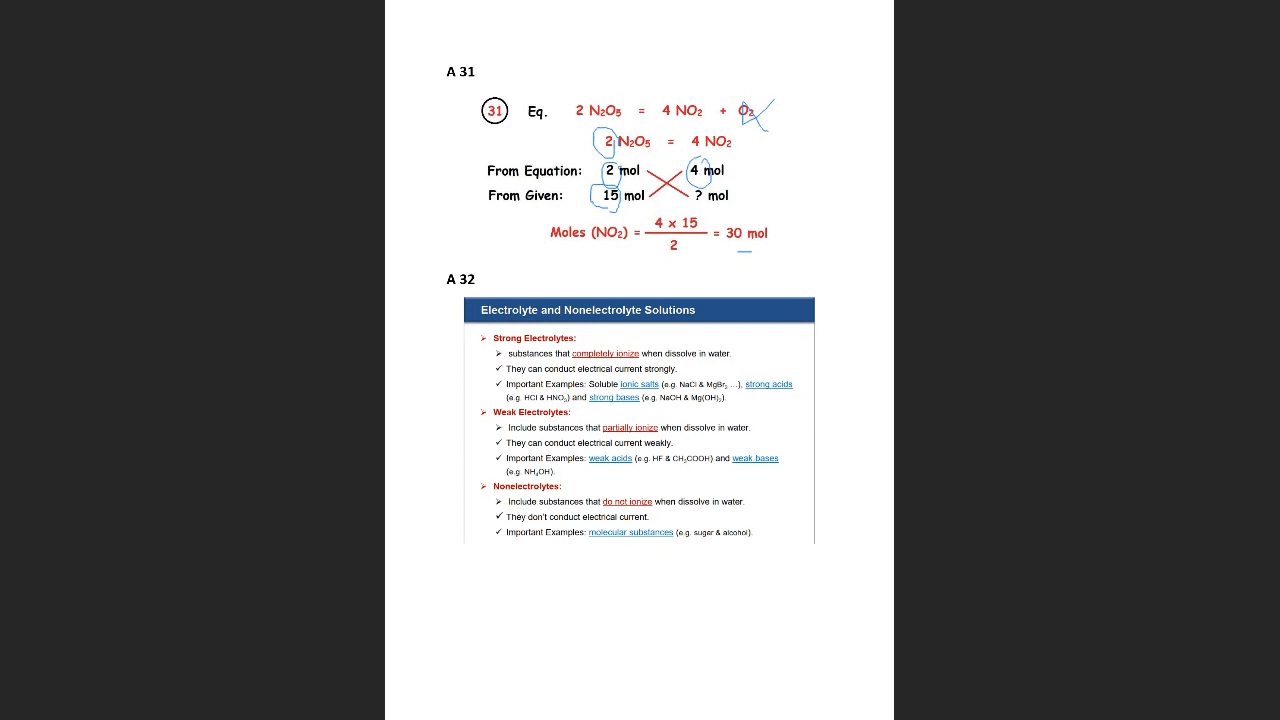 A 31
31 Eq. 2 N₂O₅ = 4 NO₂ + O₂
2 N₂O₅ = 4 NO₂
From Equation: 2 mol 4 mol
From Given: 15 mol ? mol
Moles (NO₂) = 4 x 15 / 2 = 30 mol
A 32
Electrolyte and Nonelectrolyte Solutions
Strong Electrolytes:
substances that completely ionize when dissolve in water.
They can conduct electrical current strongly.
Important Examples: Soluble ionic salts (e.g. NaCl & MgBr₂ ...), strong acids
(e.g. HCl & HNO₃) and strong bases (e.g. NaOH & Mg(OH)₂).
Weak Electrolytes:
Include substances that partially ionize when dissolve in water.
They can conduct electrical current weakly.
Important Examples: weak acids (e.g. HF & CH₃COOH) and weak bases
(e.g. NH₄OH).
Nonelectrolytes:
Include substances that do not ionize when dissolve in water.
They don't conduct electrical current.
Important Examples: molecular substances (e.g. sugar & alcohol).